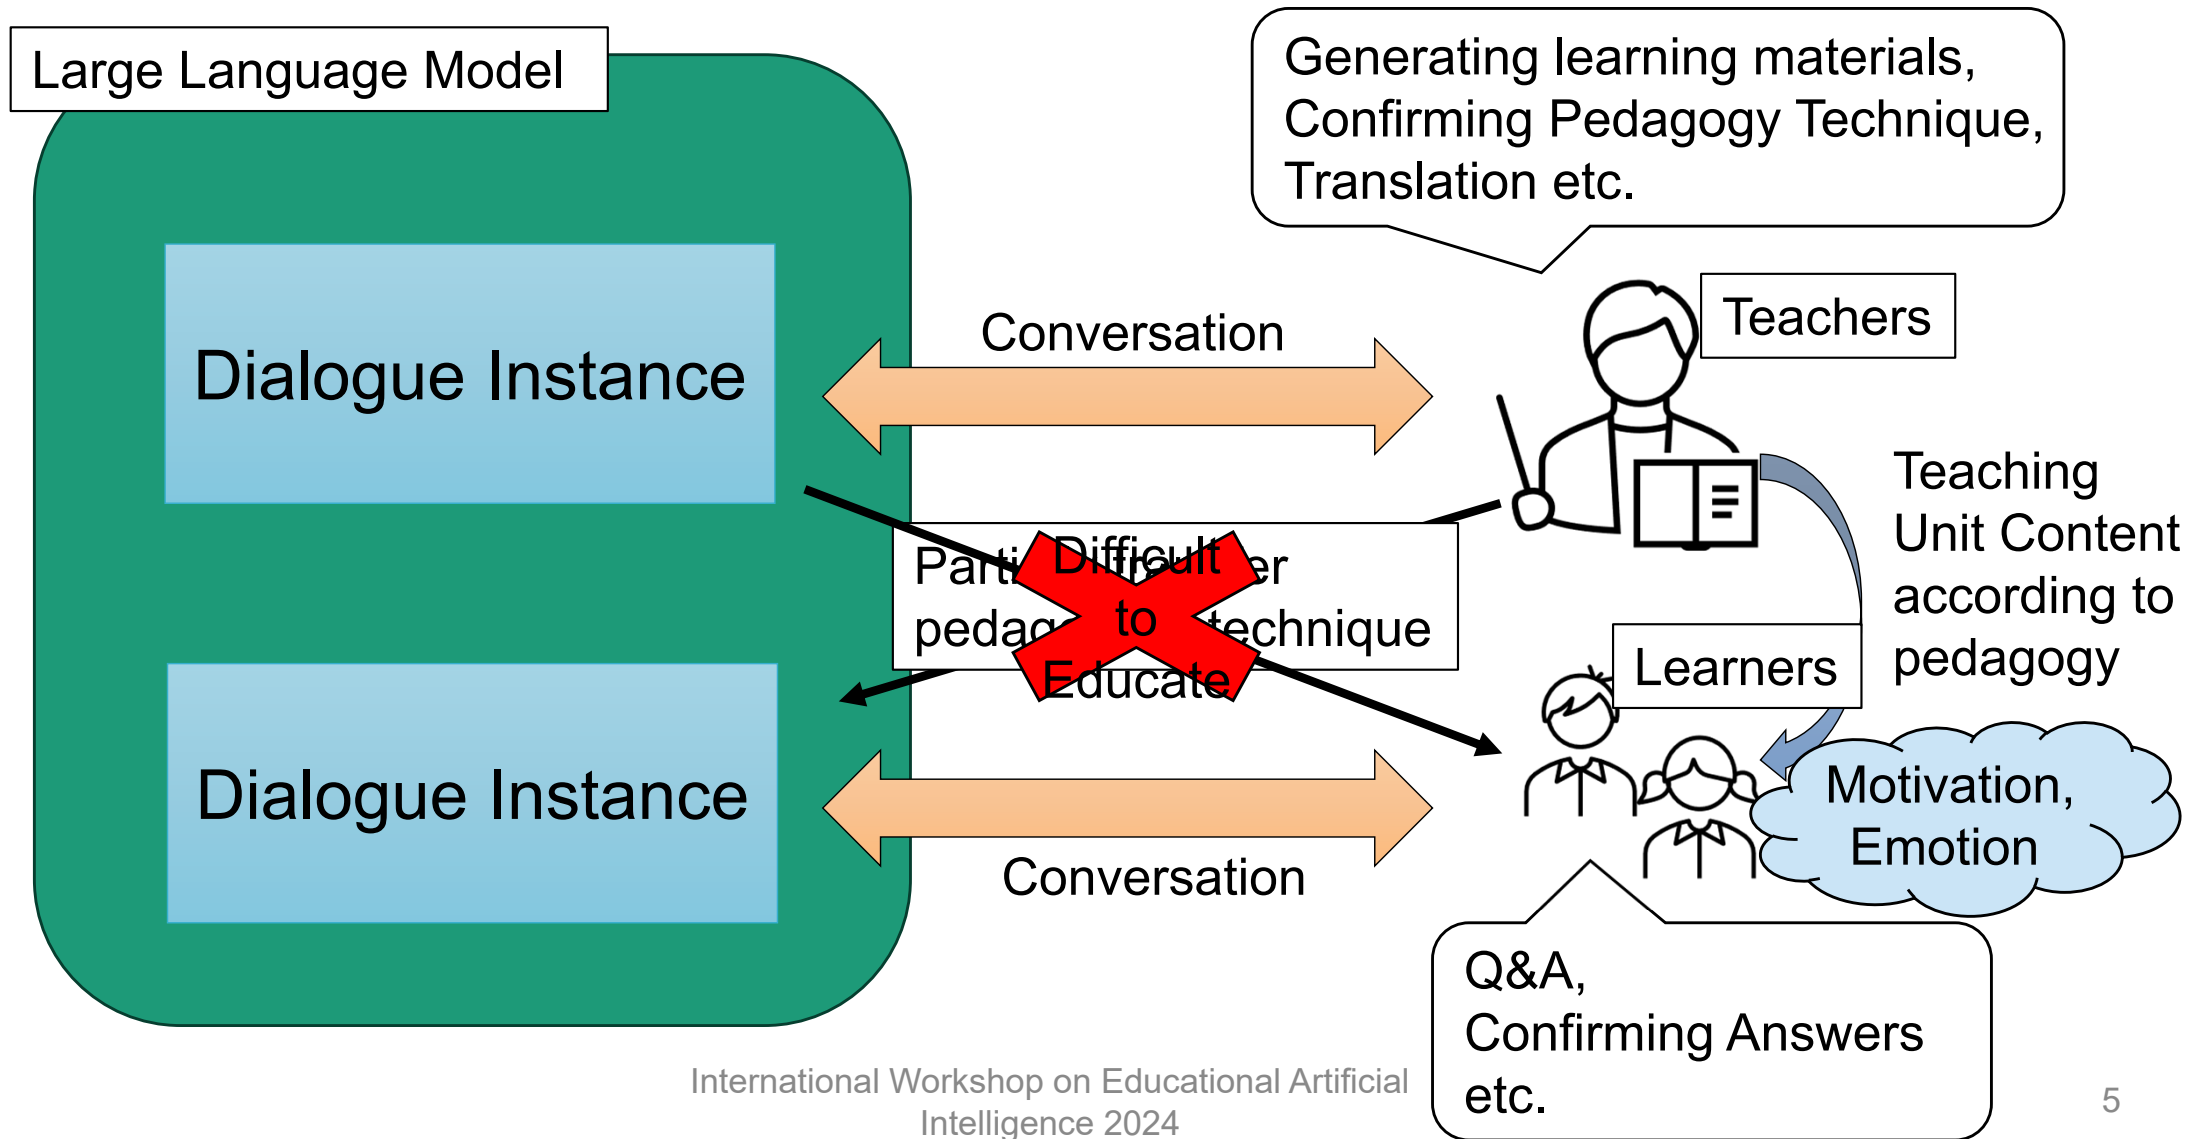 Large Language Model
Generating learning materials,
Confirming Pedagogy Technique,
Translation etc.
Dialogue Instance
Conversation
Teachers
Teaching
Unit Content
according to
pedagogy
technique
Difficult
to
Educate
Learners
Dialogue Instance
Conversation
Motivation,
Emotion
Q&A,
Confirming Answers
etc.
International Workshop on Educational Artificial
Intelligence 2024
5